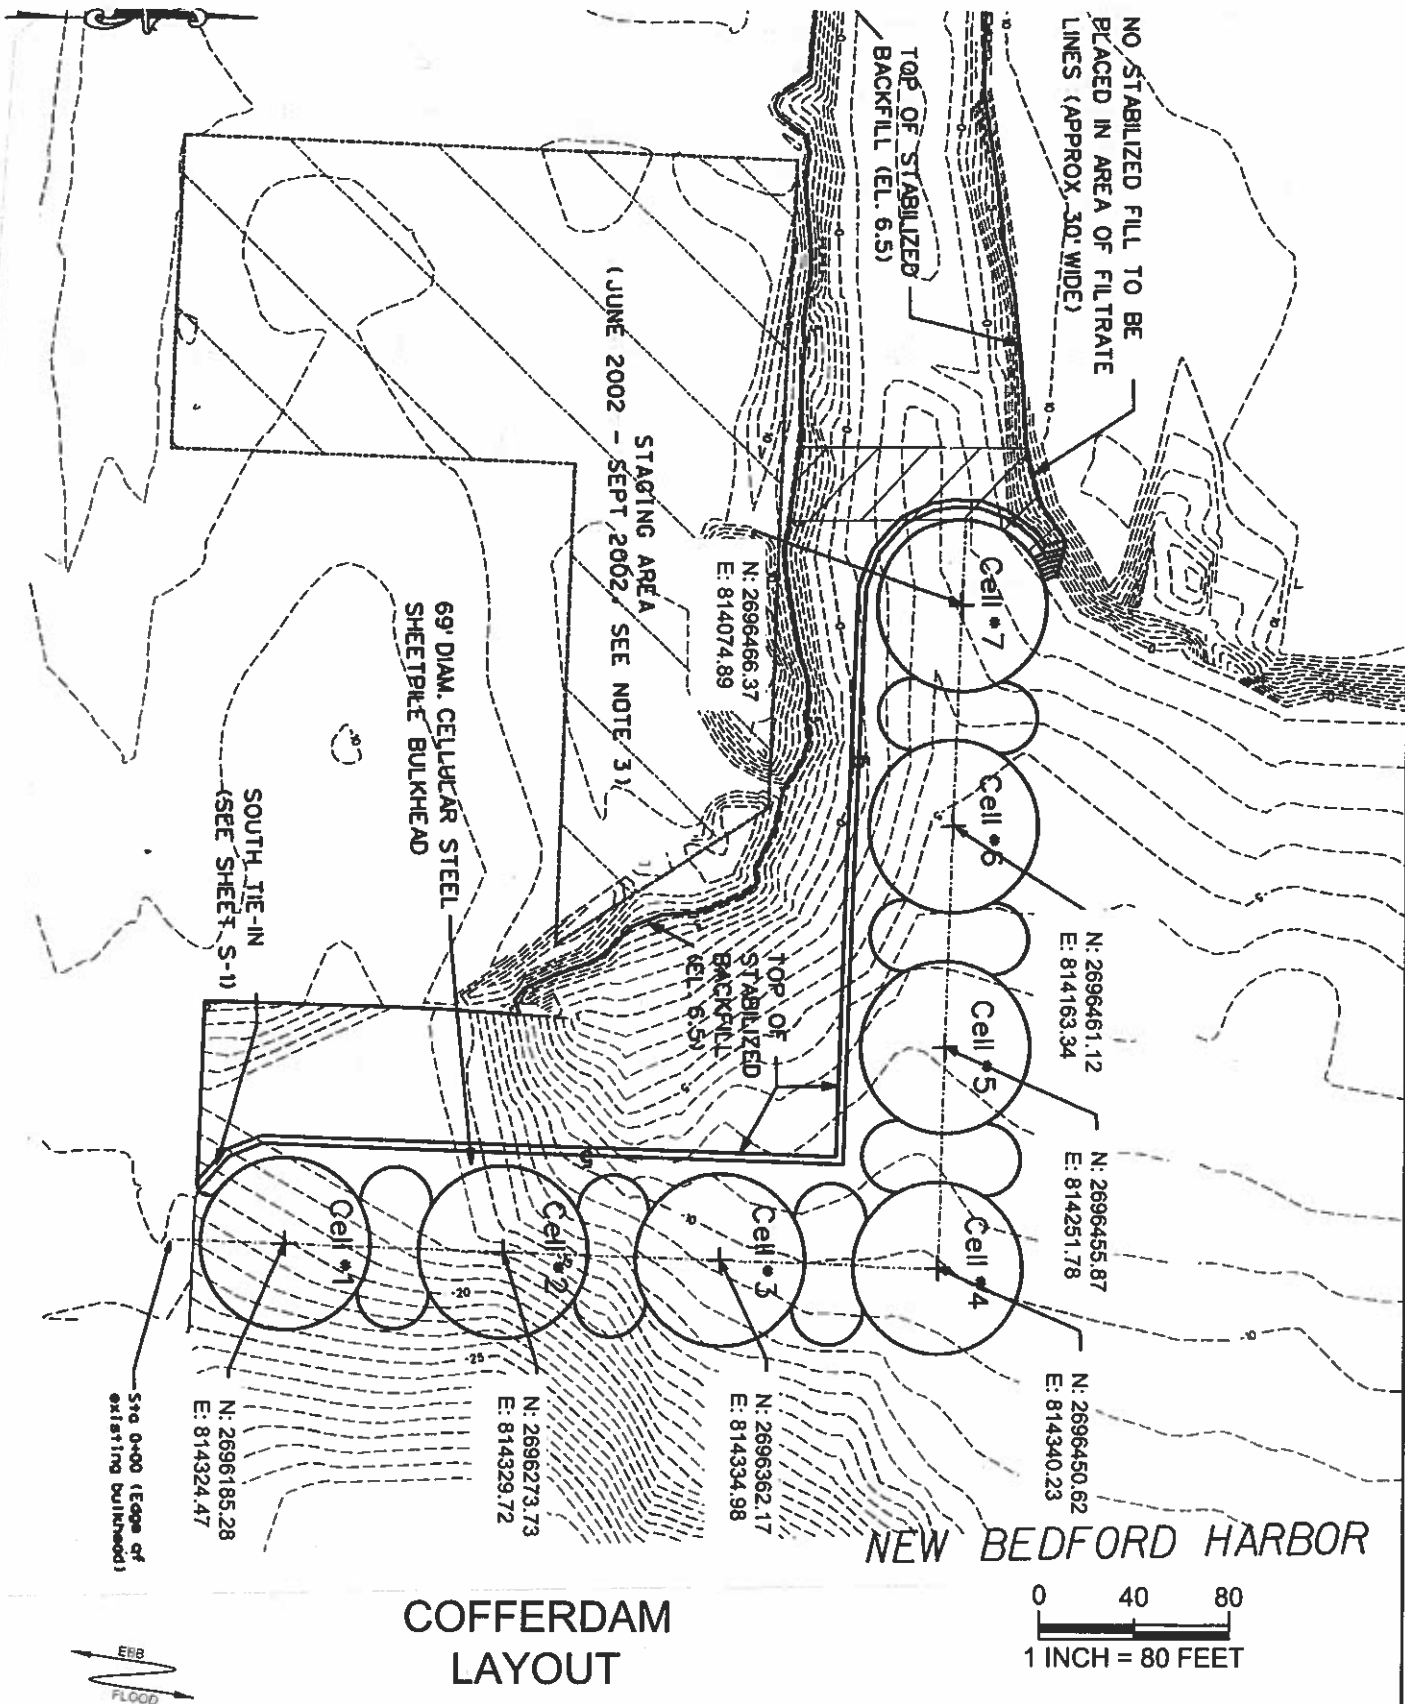 NO STABILIZED FILL TO BE
PLACED IN AREA OF FILTRATE
LINES (APPROX. 30' WIDE)
TOP OF STABILIZED
BACKFILL (EL. 6.5)
STAGING AREA
(JUNE 2002 - SEPT 2002, SEE NOTE 3)
N: 2696466.37
E: 814074.89
Cell #7
Cell #6
Cell #5
Cell #4
Cell #3
Cell #2
Cell #1
N: 2696461.12
E: 814163.34
N: 2696455.87
E: 814251.78
N: 2696450.62
E: 814340.23
N: 2696362.17
E: 814334.98
N: 2696273.73
E: 814329.72
N: 2696185.28
E: 814324.47
69' DIAM. CELLULAR STEEL
SHEETPILE BULKHEAD
SOUTH TIE-IN
(SEE SHEET S-1)
TOP OF
STABILIZED
BACKFILL
(EL. 6.5)
Sta 0+00 (Edge of
existing bulkhead)
-10
-20
-25
NEW BEDFORD HARBOR
0 40 80
1 INCH = 80 FEET
COFFERDAM
LAYOUT
EBB
FLOOD